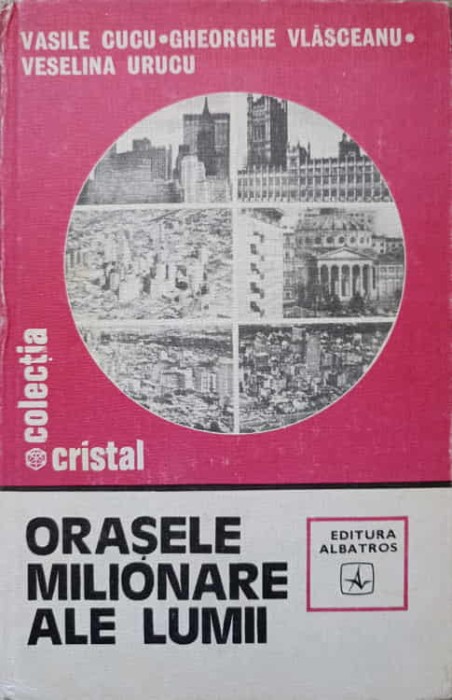 VASILE CUCU•GHEORGHE VLĂSCEANU•
VESELINA URUCU
colecția
cristal
ORAȘELE
MILIONARE
ALE LUMII
EDITURA
ALBATROS